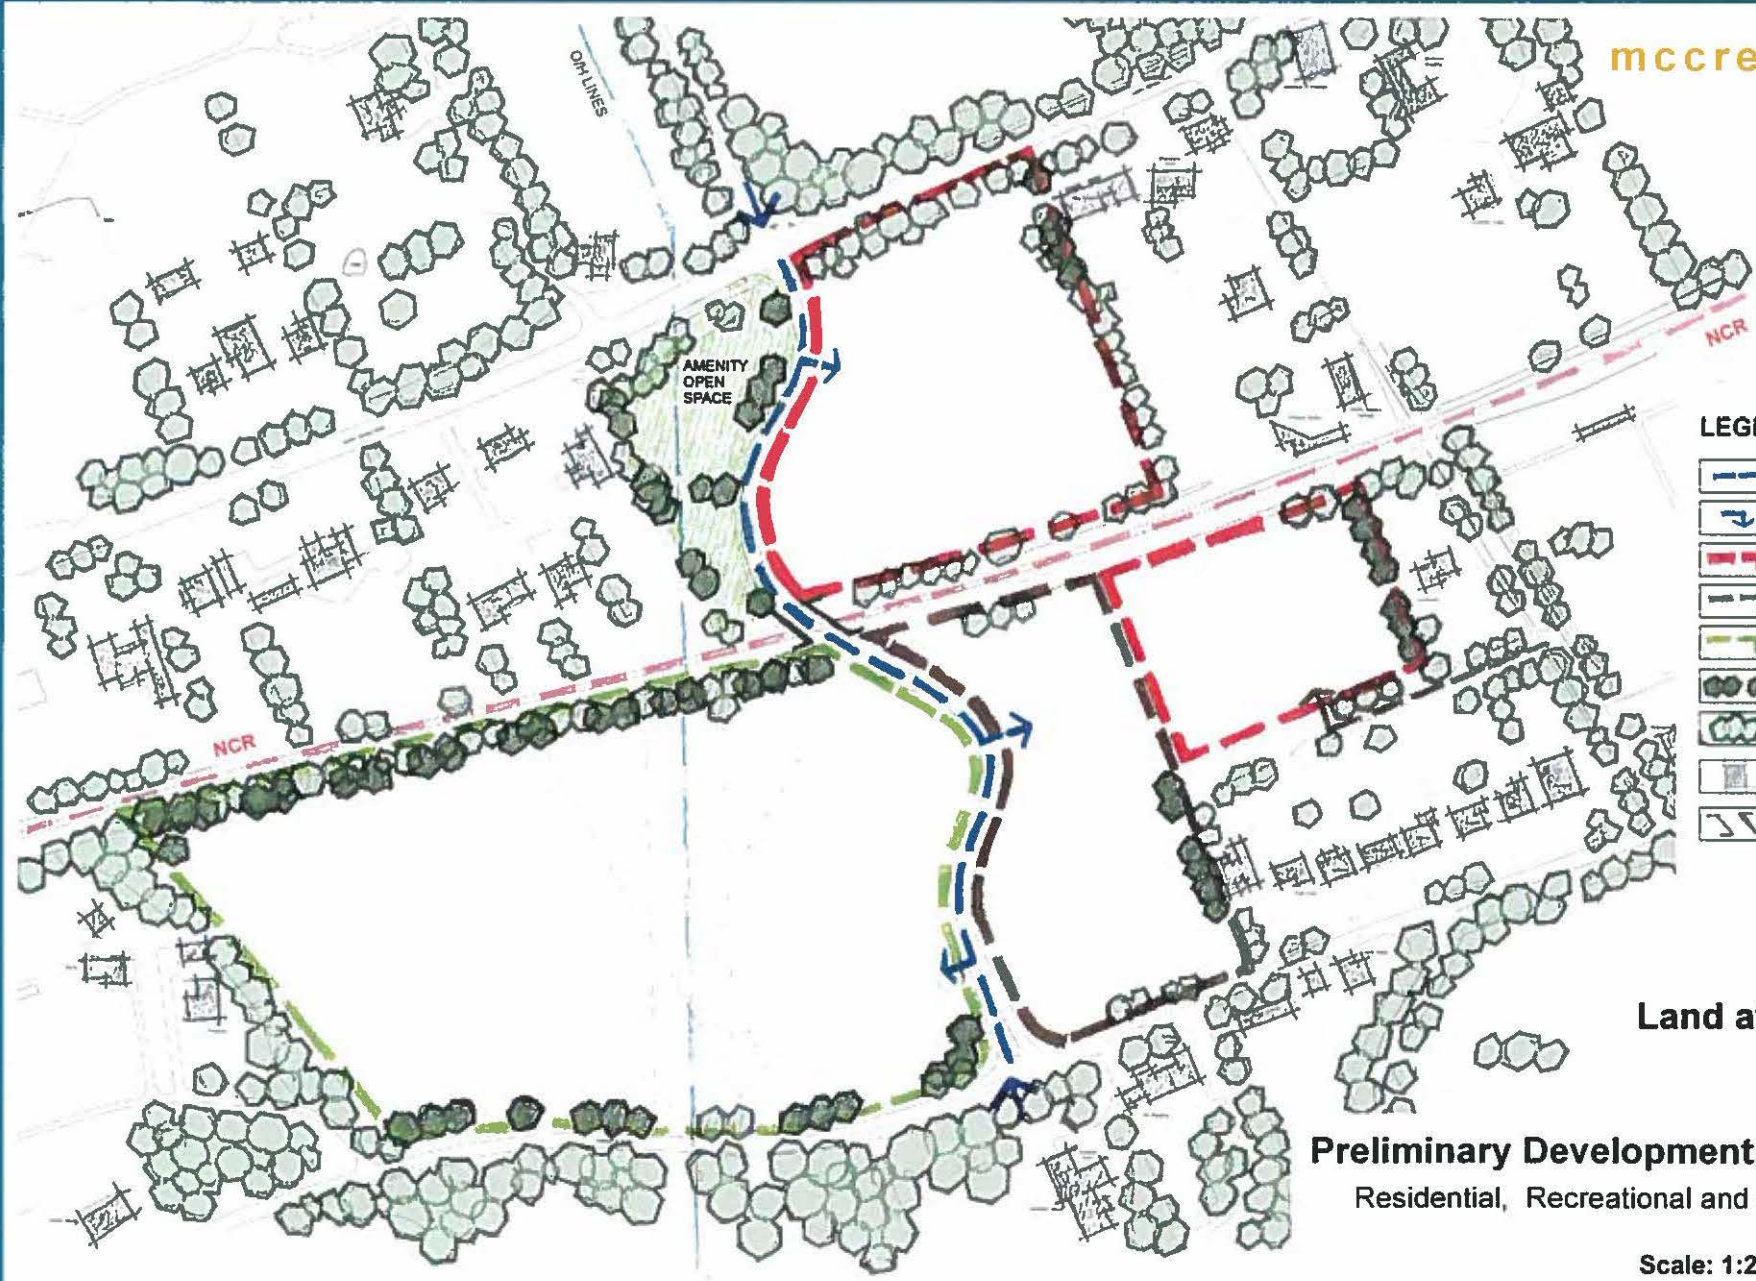 mccre
O/H LINES
AMENITY
OPEN
SPACE
NCR
NCR
LEGE
Land a
Preliminary Development
Residential, Recreational and
Scale: 1:2